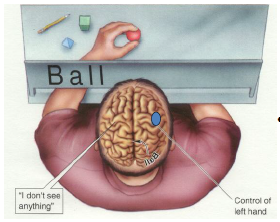 Ball
"I don't see
anything"
Control of
left hand